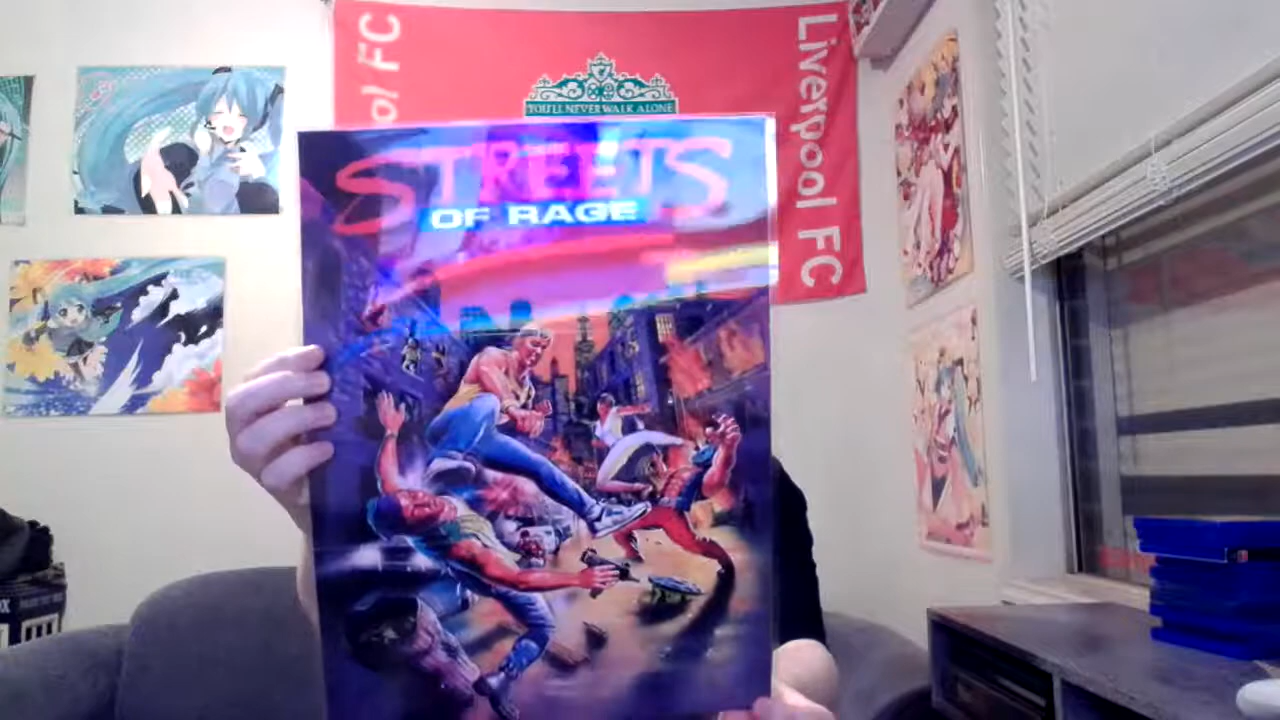 ol FC
Liverpool FC
YOU'LL NEVER WALK ALONE
STREETS
OF RAGE